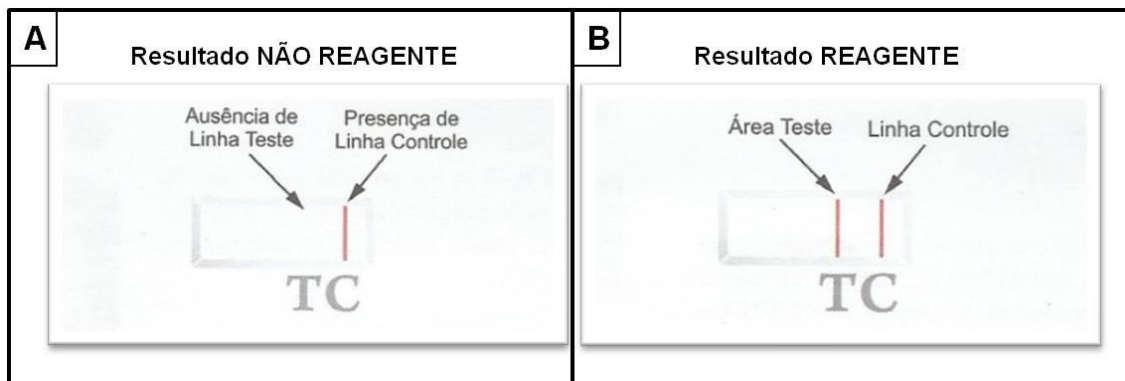 A
Resultado NÃO REAGENTE
Ausência de
Linha Teste
Presença de
Linha Controle
TC
B
Resultado REAGENTE
Área Teste
Linha Controle
TC